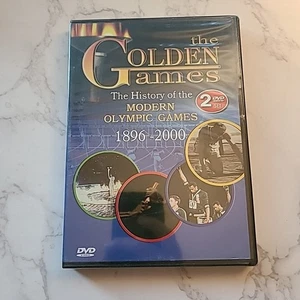 the
GOLDEN
Games
The History of the
MODERN
OLYMPIC GAMES
2 DVD
1896-2000
DVD